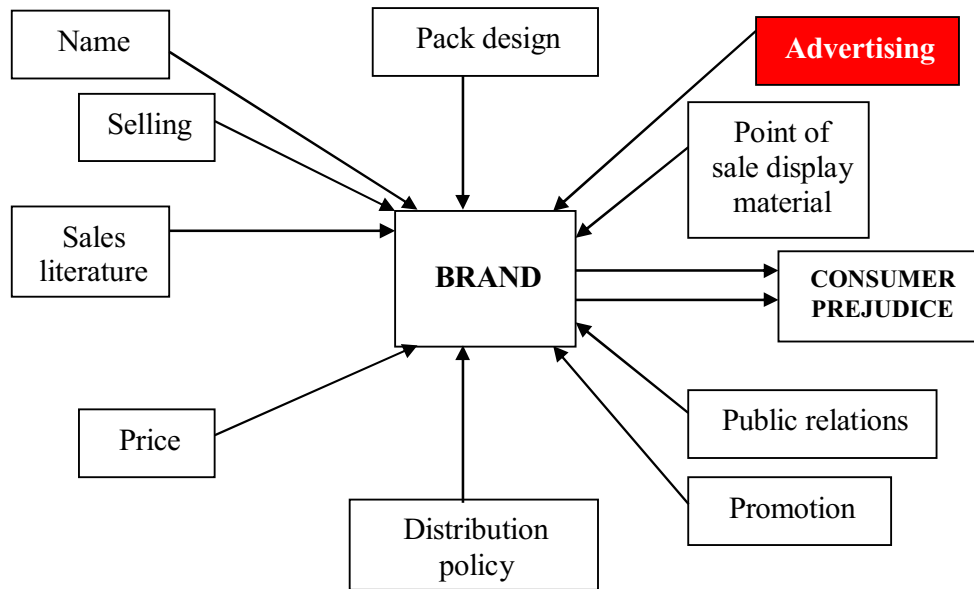 Name
Pack design
Advertising
Selling
Point of
sale display
material
Sales
literature
BRAND
CONSUMER
PREJUDICE
Price
Public relations
Promotion
Distribution
policy